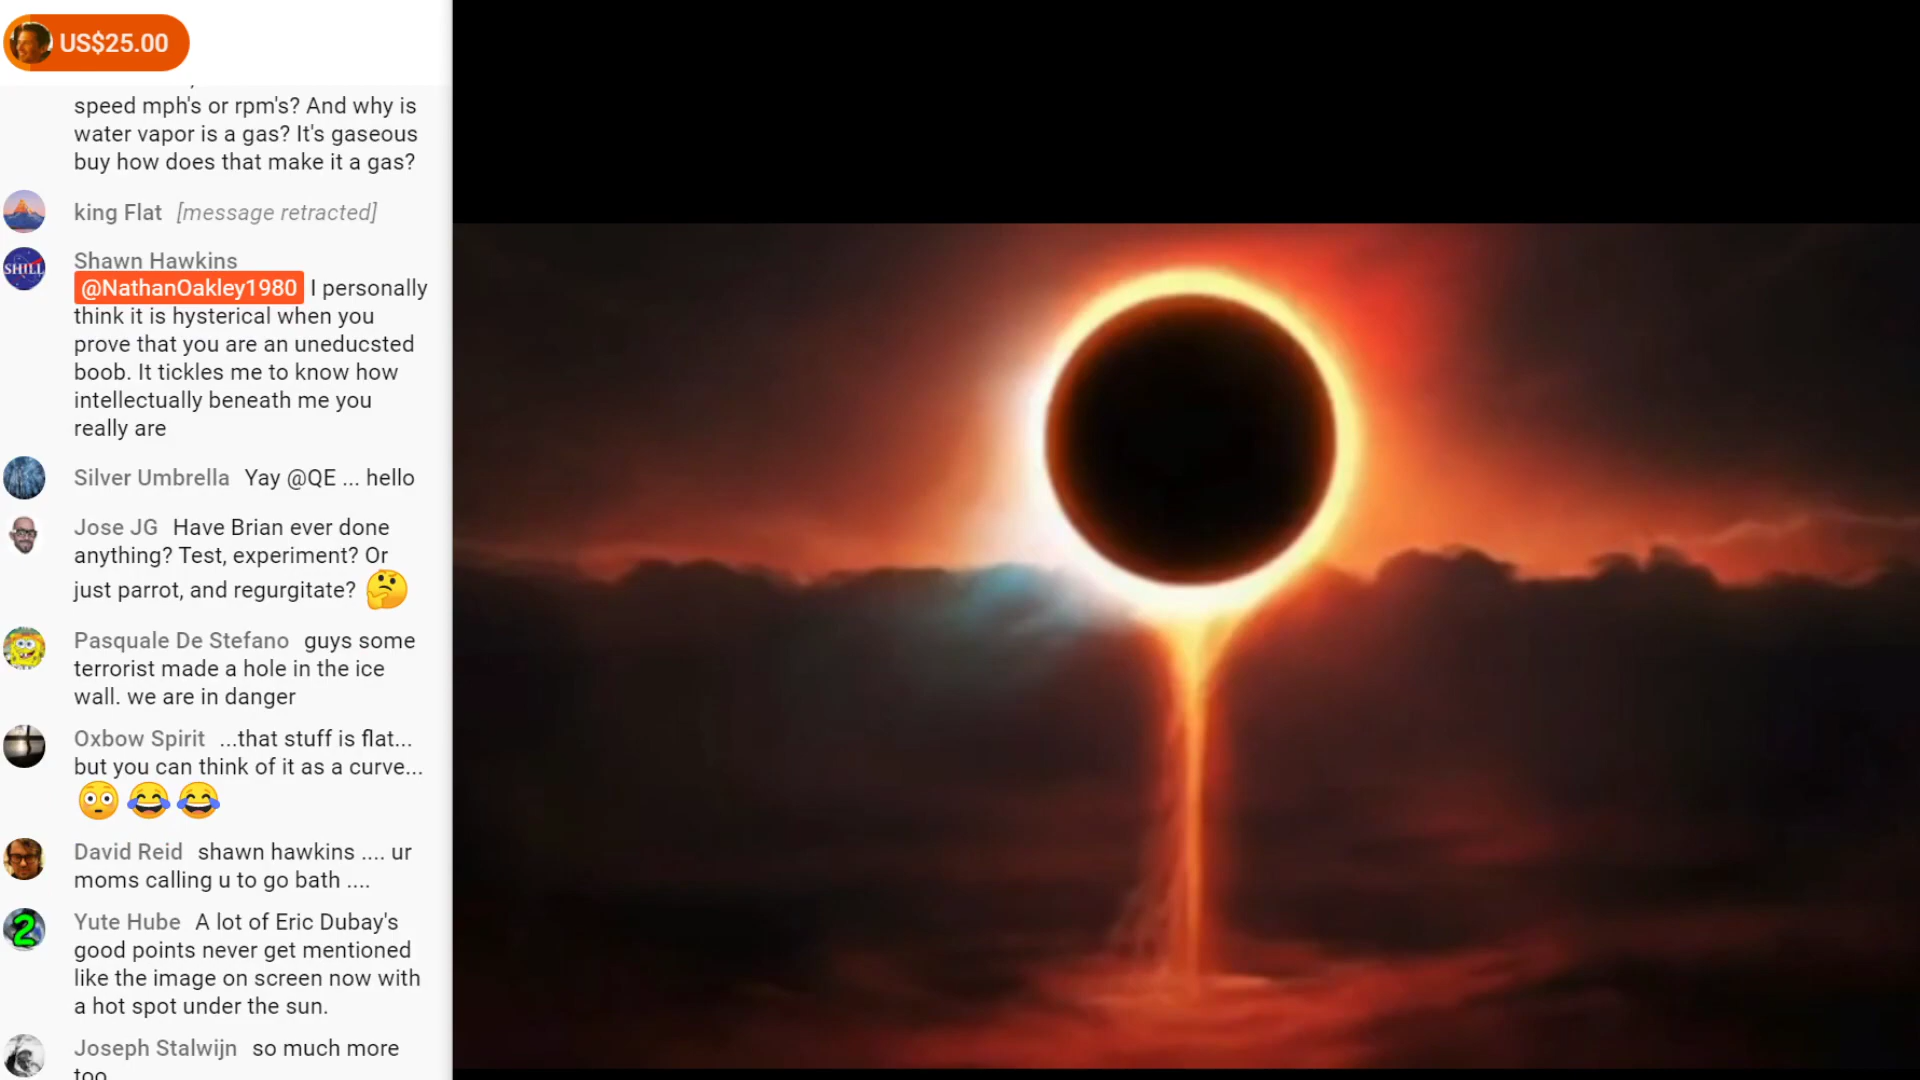 US$25.00
speed mph's or rpm's? And why is
water vapor is a gas? It's gaseous
buy how does that make it a gas?
king Flat [message retracted]
SHILL
Shawn Hawkins
@NathanOakley1980 I personally
think it is hysterical when you
prove that you are an uneducsted
boob. It tickles me to know how
intellectually beneath me you
really are
Silver Umbrella Yay @QE ... hello
Jose JG Have Brian ever done
anything? Test, experiment? Or
just parrot, and regurgitate? 🤔
Pasquale De Stefano guys some
terrorist made a hole in the ice
wall. we are in danger
Oxbow Spirit ...that stuff is flat...
but you can think of it as a curve...
😳 😂 😂
David Reid shawn hawkins .... ur
moms calling u to go bath ....
2
Yute Hube A lot of Eric Dubay's
good points never get mentioned
like the image on screen now with
a hot spot under the sun.
Joseph Stalwijn so much more
too